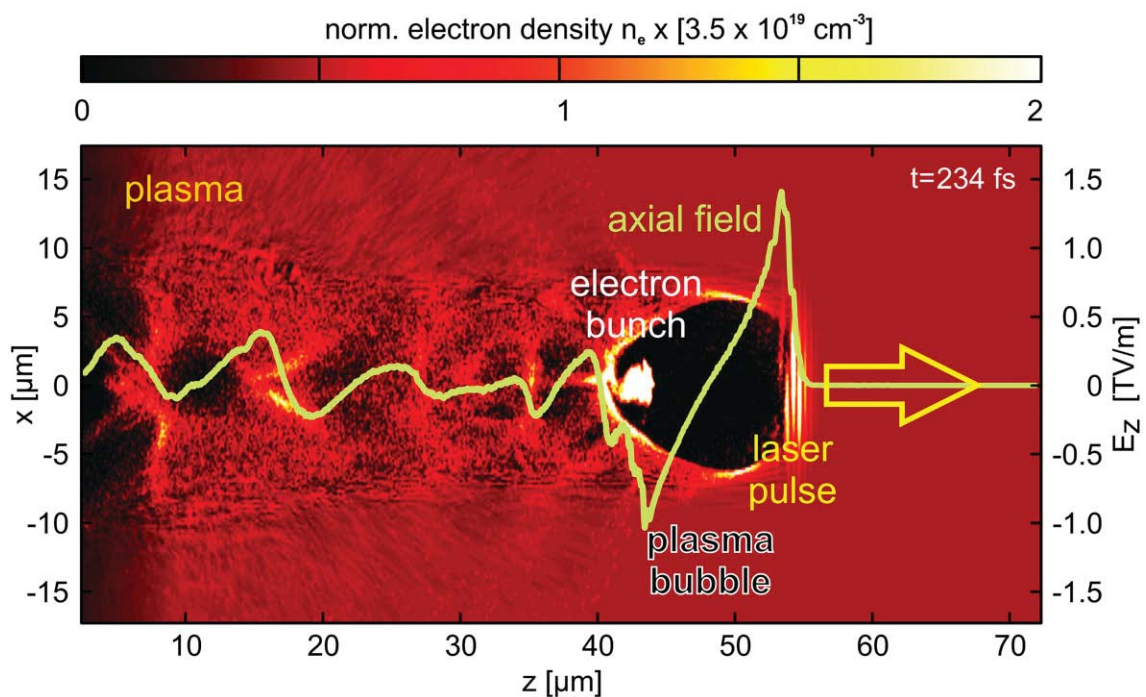 norm. electron density nₑ x [3.5 x 10¹⁹ cm⁻³]
0 1 2
plasma
t=234 fs
axial field
electron
bunch
laser
pulse
plasma
bubble
15
10
5
0
-5
-10
-15
x [µm]
1.5
1.0
0.5
0
-0.5
-1.0
-1.5
E_Z [TV/m]
10 20 30 40 50 60 70
z [µm]